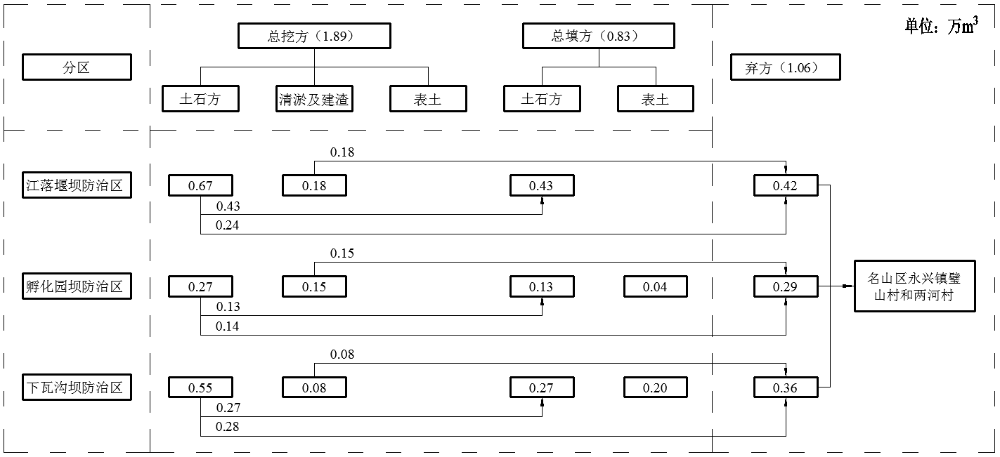 单位：万m³
总挖方（1.89）
总填方（0.83）
分区
弃方（1.06）
土石方
清淤及建渣
表土
土石方
表土
0.18
江落堰坝防治区
0.67
0.18
0.43
0.42
0.43
0.24
0.15
孵化园坝防治区
0.27
0.15
0.13
0.04
0.29
名山区永兴镇璧
山村和两河村
0.13
0.14
0.08
下瓦沟坝防治区
0.55
0.08
0.27
0.20
0.36
0.27
0.28